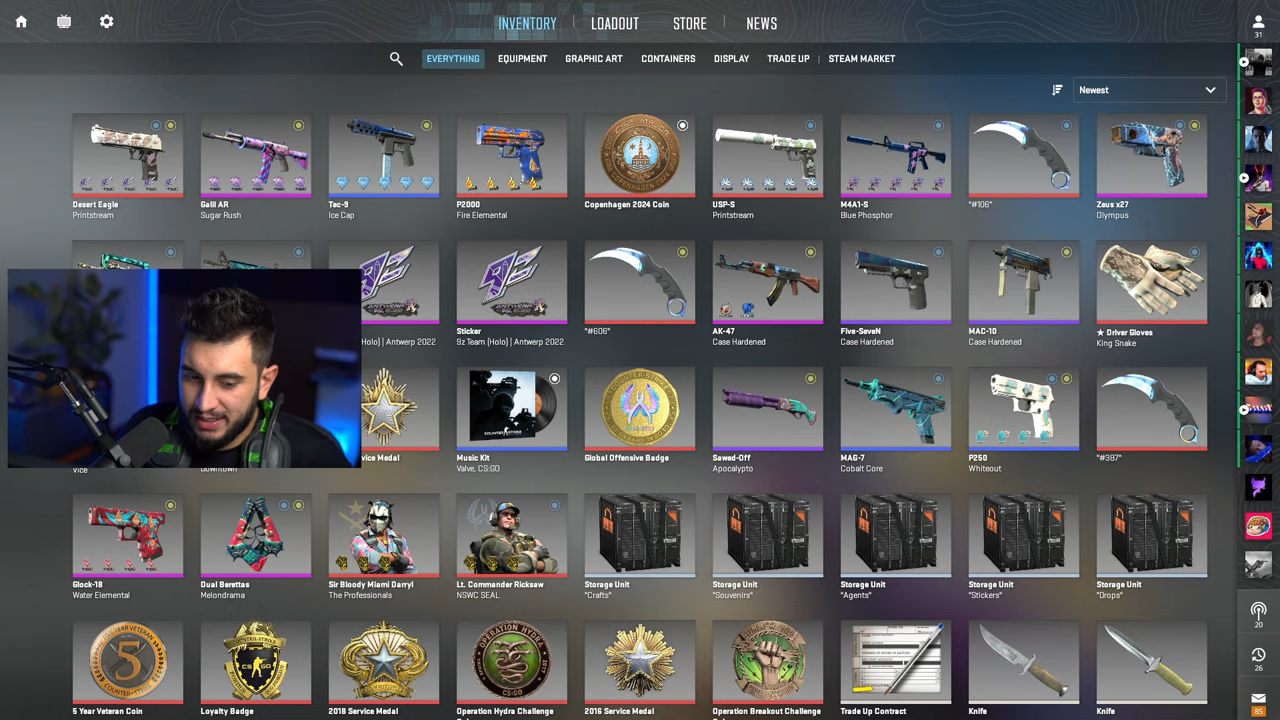 INVENTORY
LOADOUT
STORE
NEWS
31
EVERYTHING
EQUIPMENT
GRAPHIC ART
CONTAINERS
DISPLAY
TRADE UP
STEAM MARKET
Newest
Desert Eagle
Printstream
Galil AR
Sugar Rush
Tec-9
Ice Cap
P2000
Fire Elemental
Copenhagen 2024 Coin
USP-S
Printstream
M4A1-S
Blue Phosphor
"#106"
Zeus x27
Olympus
Vice
Downtown
(Holo) | Antwerp 2022
Sticker
9z Team (Holo) | Antwerp 2022
"#606"
AK-47
Case Hardened
Five-SeveN
Case Hardened
MAC-10
Case Hardened
★ Driver Gloves
King Snake
Service Medal
Music Kit
Valve, CS:GO
Global Offensive Badge
Sawed-Off
Apocalypto
MAG-7
Cobalt Core
P250
Whiteout
"#387"
Glock-18
Water Elemental
Dual Berettas
Melondrama
Sir Bloody Miami Darryl
The Professionals
Lt. Commander Ricksaw
NSWC SEAL
Storage Unit
"Crafts"
Storage Unit
"Souvenirs"
Storage Unit
"Agents"
Storage Unit
"Stickers"
Storage Unit
"Drops"
5 Year Veteran Coin
Loyalty Badge
2018 Service Medal
Operation Hydra Challenge
2016 Service Medal
Operation Breakout Challenge
Trade Up Contract
Knife
Knife
20
26
85